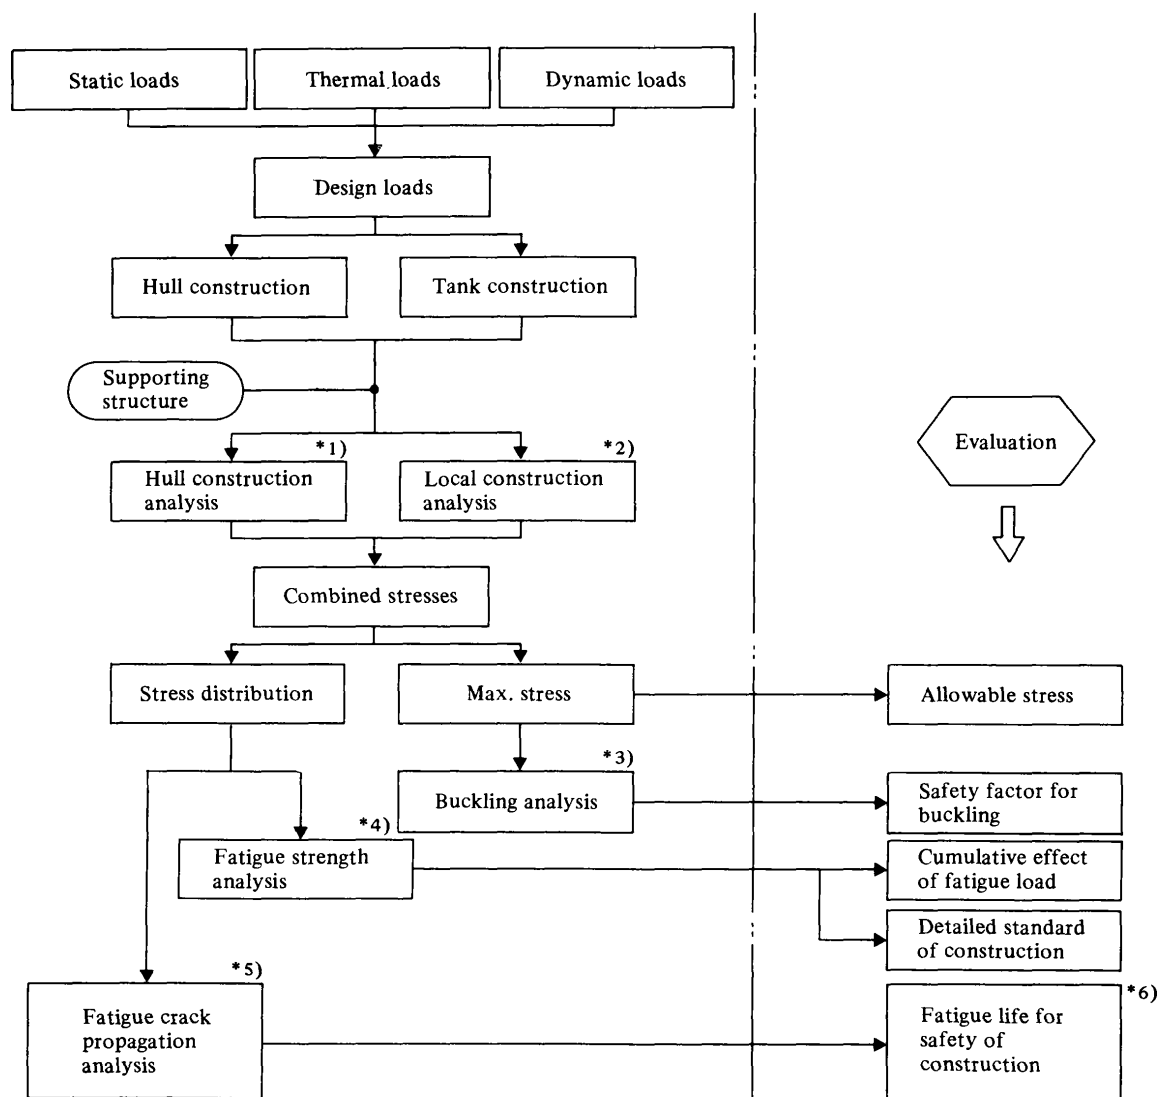 Static loads
Thermal loads
Dynamic loads
Design loads
Hull construction
Tank construction
Supporting
structure
*1)
*2)
Hull construction
analysis
Local construction
analysis
Evaluation
Combined stresses
Stress distribution
Max. stress
Allowable stress
*3)
Buckling analysis
Safety factor for
buckling
*4)
Fatigue strength
analysis
Cumulative effect
of fatigue load
Detailed standard
of construction
*5)
*6)
Fatigue crack
propagation
analysis
Fatigue life for
safety of
construction